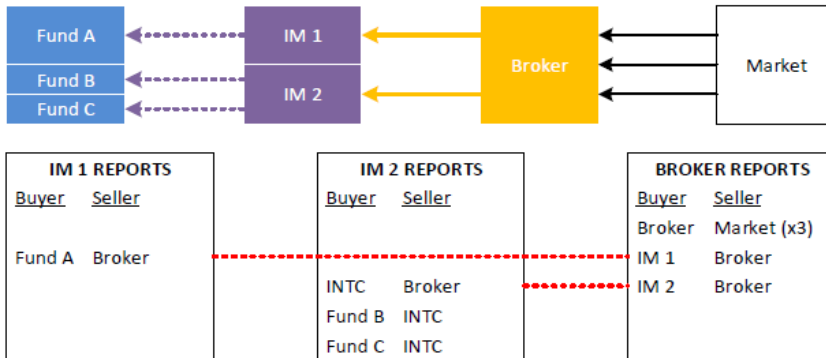 Fund A
IM 1
Broker
Market
Fund B
IM 2
Fund C
IM 1 REPORTS
Buyer Seller
Fund A Broker
IM 2 REPORTS
Buyer Seller
INTC Broker
Fund B INTC
Fund C INTC
BROKER REPORTS
Buyer Seller
Broker Market (x3)
IM 1 Broker
IM 2 Broker